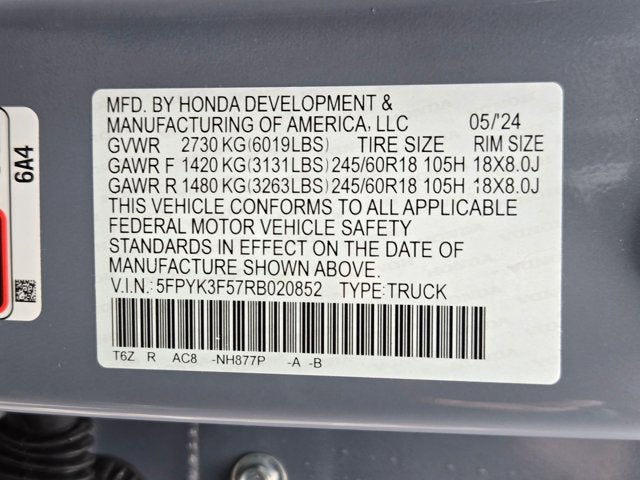 MFD. BY HONDA DEVELOPMENT &
MANUFACTURING OF AMERICA, LLC 05/'24
GVWR 2730 KG(6019LBS) TIRE SIZE RIM SIZE
GAWR F 1420 KG(3131LBS) 245/60R18 105H 18X8.0J
GAWR R 1480 KG(3263LBS) 245/60R18 105H 18X8.0J
THIS VEHICLE CONFORMS TO ALL APPLICABLE
FEDERAL MOTOR VEHICLE SAFETY
STANDARDS IN EFFECT ON THE DATE OF
MANUFACTURE SHOWN ABOVE.
V.I.N.: 5FPYK3F57RB020852 TYPE:TRUCK
T6Z R AC8 -NH877P -A -B
6A4